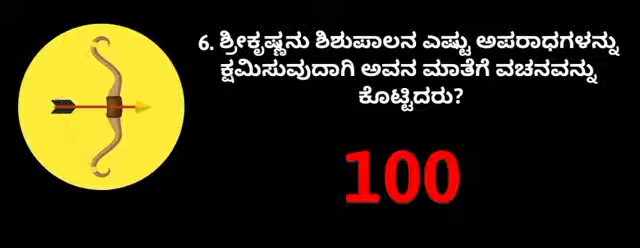 6. ಶ್ರೀಕೃಷ್ಣನು ಶಿಶುಪಾಲನ ಎಷ್ಟು ಅಪರಾಧಗಳನ್ನು
ಕ್ಷಮಿಸುವುದಾಗಿ ಅವನ ಮಾತೆಗೆ ವಚನವನ್ನು
ಕೊಟ್ಟಿದರು?
100